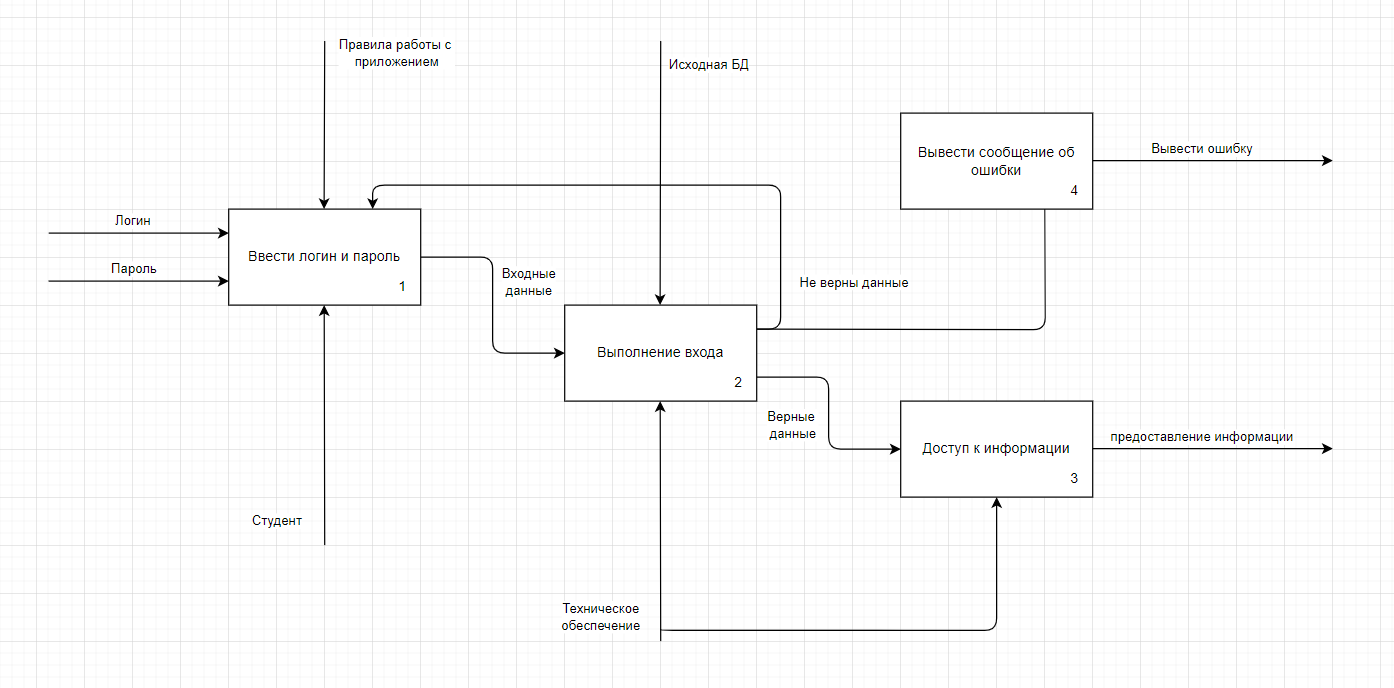 Правила работы с
приложением
Исходная БД
Вывести сообщение об
ошибки
4
Вывести ошибку
Логин
Пароль
Ввести логин и пароль
1
Входные
данные
Не верны данные
Выполнение входа
2
Верные
данные
Доступ к информации
3
предоставление информации
Студент
Техническое
обеспечение